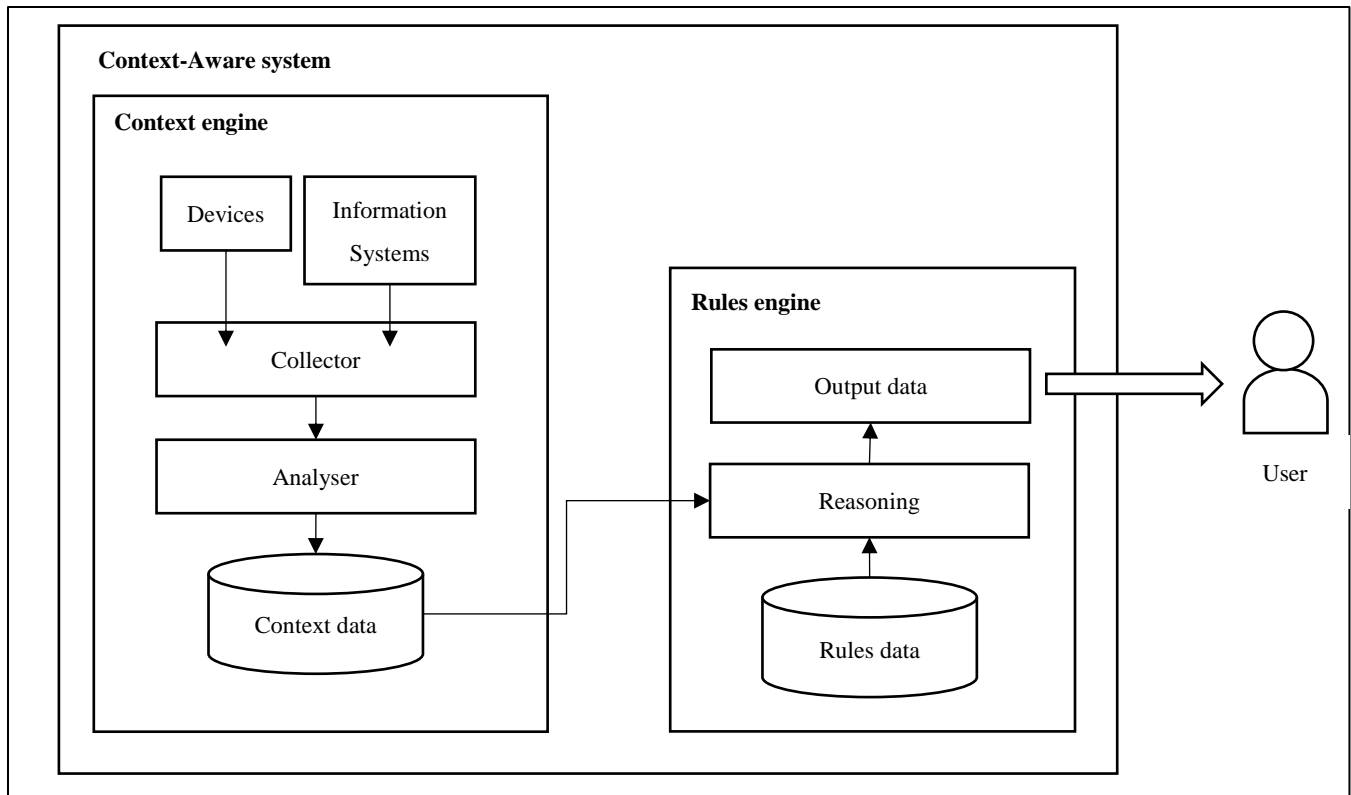 Context-Aware system
Context engine
Devices
Information
Systems
Collector
Analyser
Context data
Rules engine
Output data
Reasoning
Rules data
User